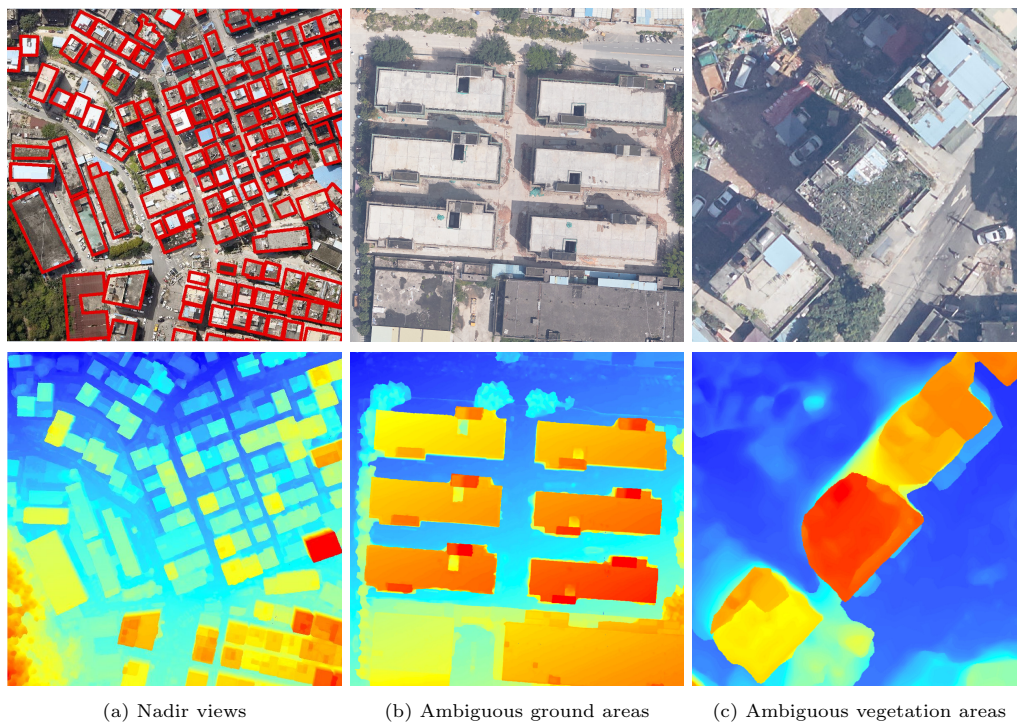 (a) Nadir views
(b) Ambiguous ground areas
(c) Ambiguous vegetation areas